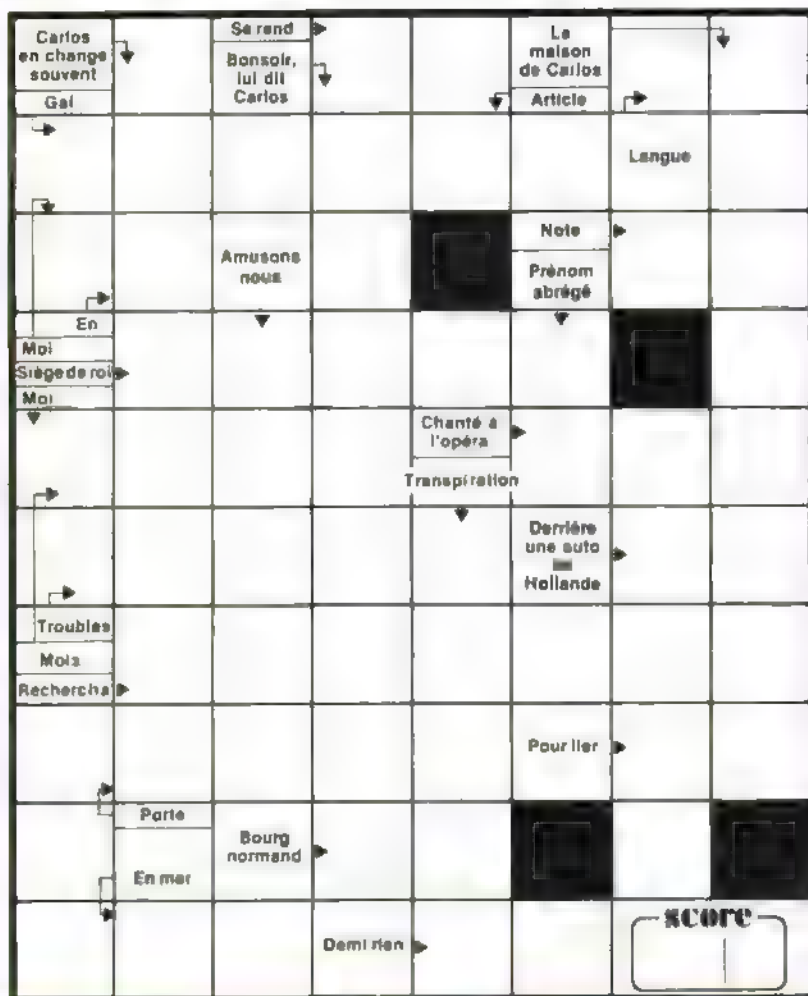 Carlos
en change
souvent
Gai
Se rend
Bonsoir,
lui dit
Carlos
La
maison
de Carlos
Article
Langue
Amusons
nous
Note
Prénom
abrégé
En
Moi
Siège de roi
Moi
Chanté à
l'opéra
Transpiration
Derrière
une auto
Hollande
Troubles
Mois
Rechercha
Pour lier
Porte
En mer
Bourg
normand
Demi rien
score